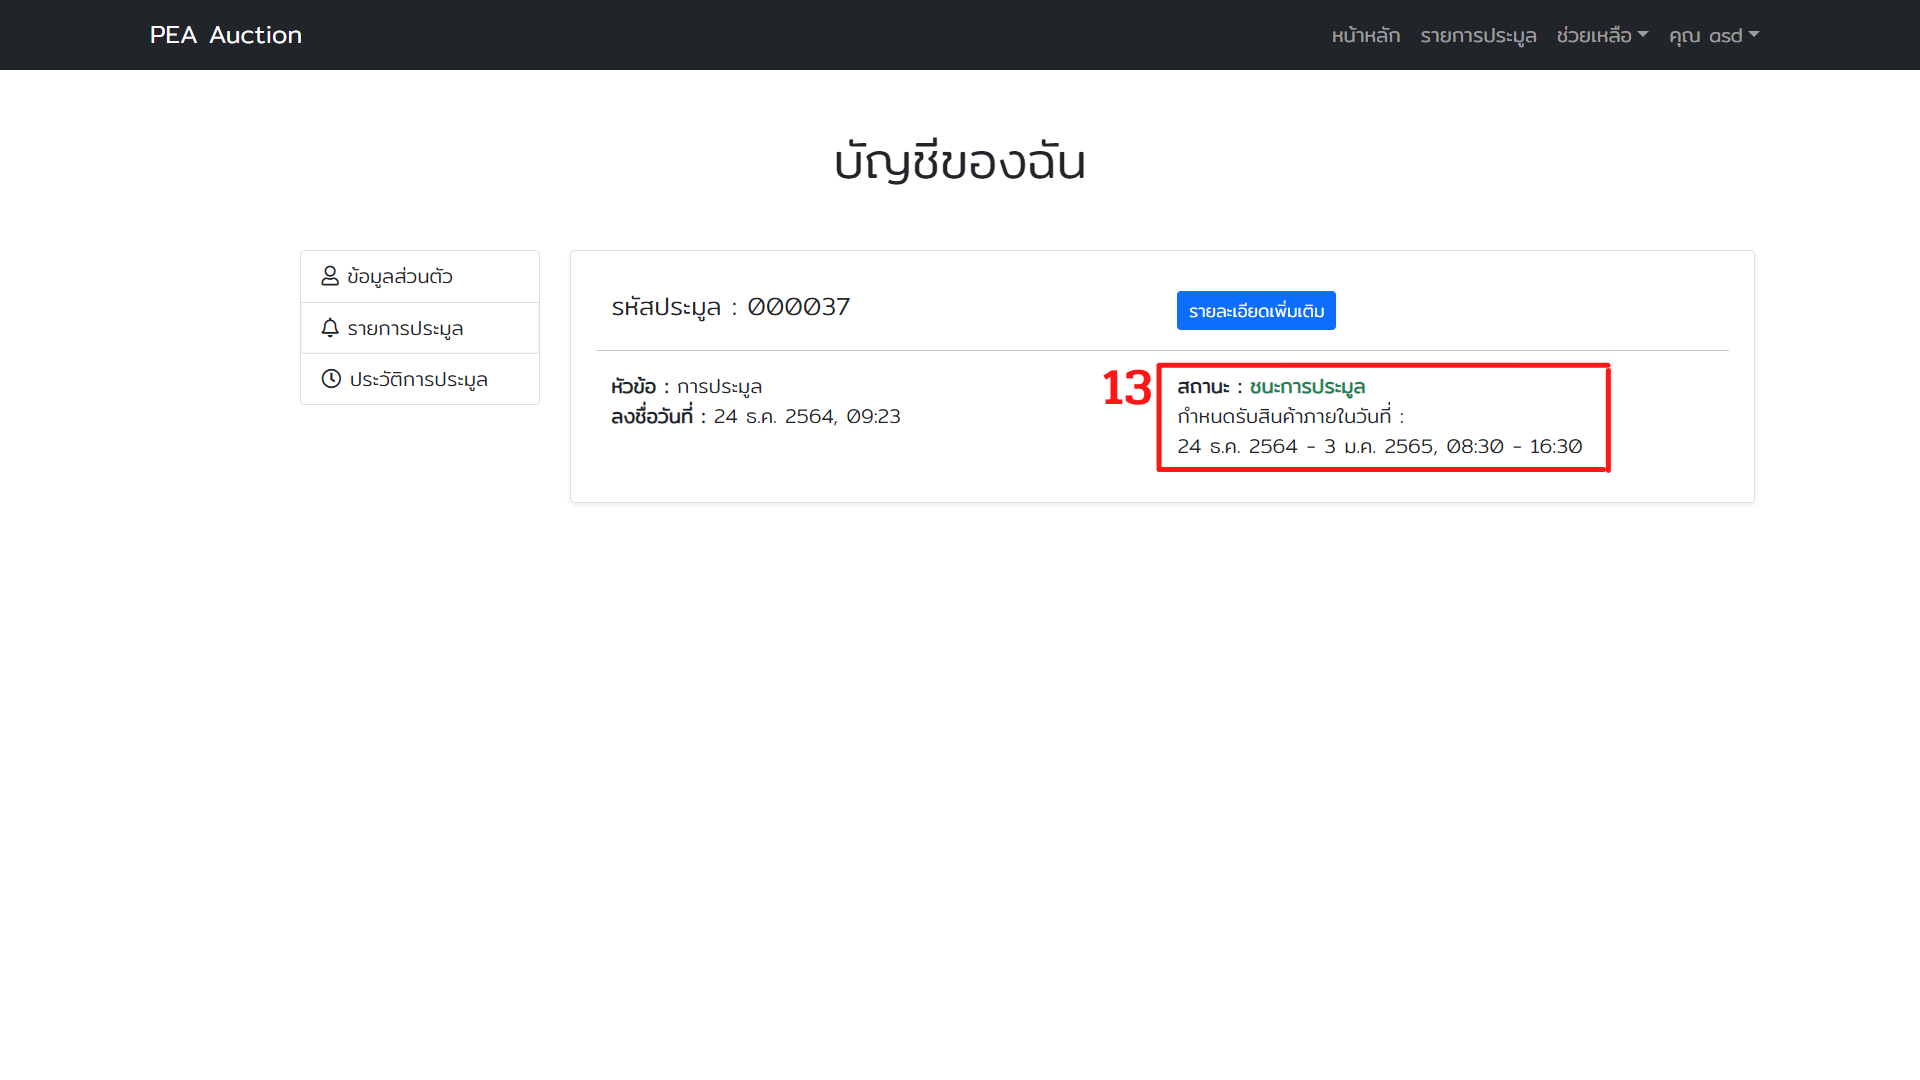 PEA Auction
หน้าหลัก รายการประมูล ช่วยเหลือ คุณ asd
บัญชีของฉัน
ข้อมูลส่วนตัว
รายการประมูล
ประวัติการประมูล
รหัสประมูล : 000037
รายละเอียดเพิ่มเติม
หัวข้อ : การประมูล
ลงชื่อวันที่ : 24 ธ.ค. 2564, 09:23
13
สถานะ : ชนะการประมูล
กำหนดรับสินค้าภายในวันที่ :
24 ธ.ค. 2564 - 3 ม.ค. 2565, 08:30 - 16:30